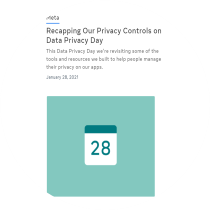 Meta
Recapping Our Privacy Controls on
Data Privacy Day
This Data Privacy Day we're revisiting some of the
tools and resources we built to help people manage
their privacy on our apps.
January 28, 2021
28